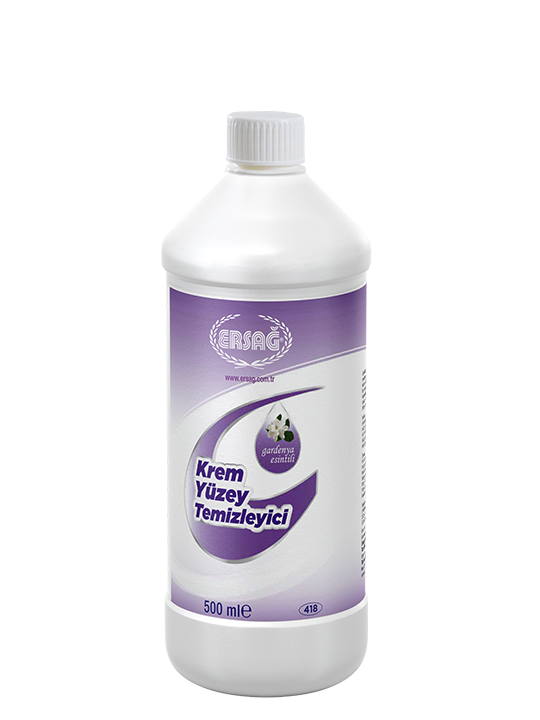 ERSAĞ
www.ersag.com.tr
gardenya
esintili
Krem
Yüzey
Temizleyici
500 ml℮
418